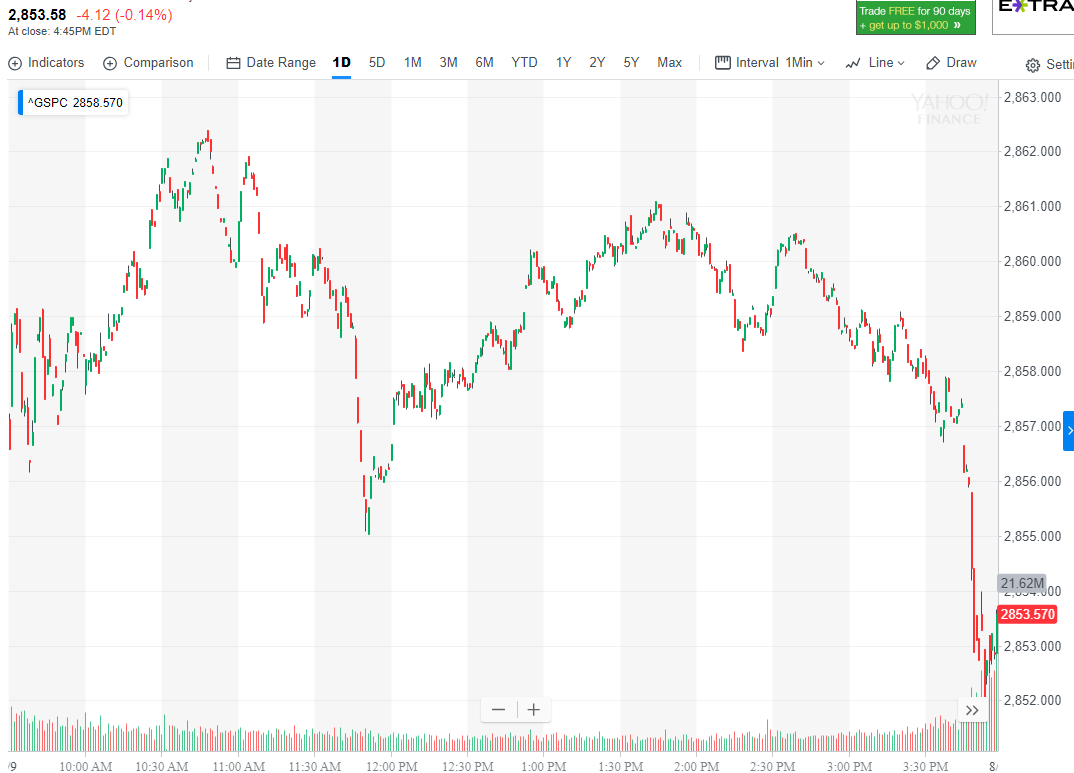 2,853.58 -4.12 (-0.14%)
At close: 4:45PM EDT
Trade FREE for 90 days
+ get up to $1,000 »
E*TRA
Indicators Comparison Date Range 1D 5D 1M 3M 6M YTD 1Y 2Y 5Y Max Interval 1Min Line Draw Setti
^GSPC 2858.570
YAHOO!
FINANCE
2,863.000
2,862.000
2,861.000
2,860.000
2,859.000
2,858.000
2,857.000
2,856.000
2,855.000
21.62M
2,854.000
2853.570
2,853.000
2,852.000
/9 10:00 AM 10:30 AM 11:00 AM 11:30 AM 12:00 PM 12:30 PM 1:00 PM 1:30 PM 2:00 PM 2:30 PM 3:00 PM 3:30 PM 8/